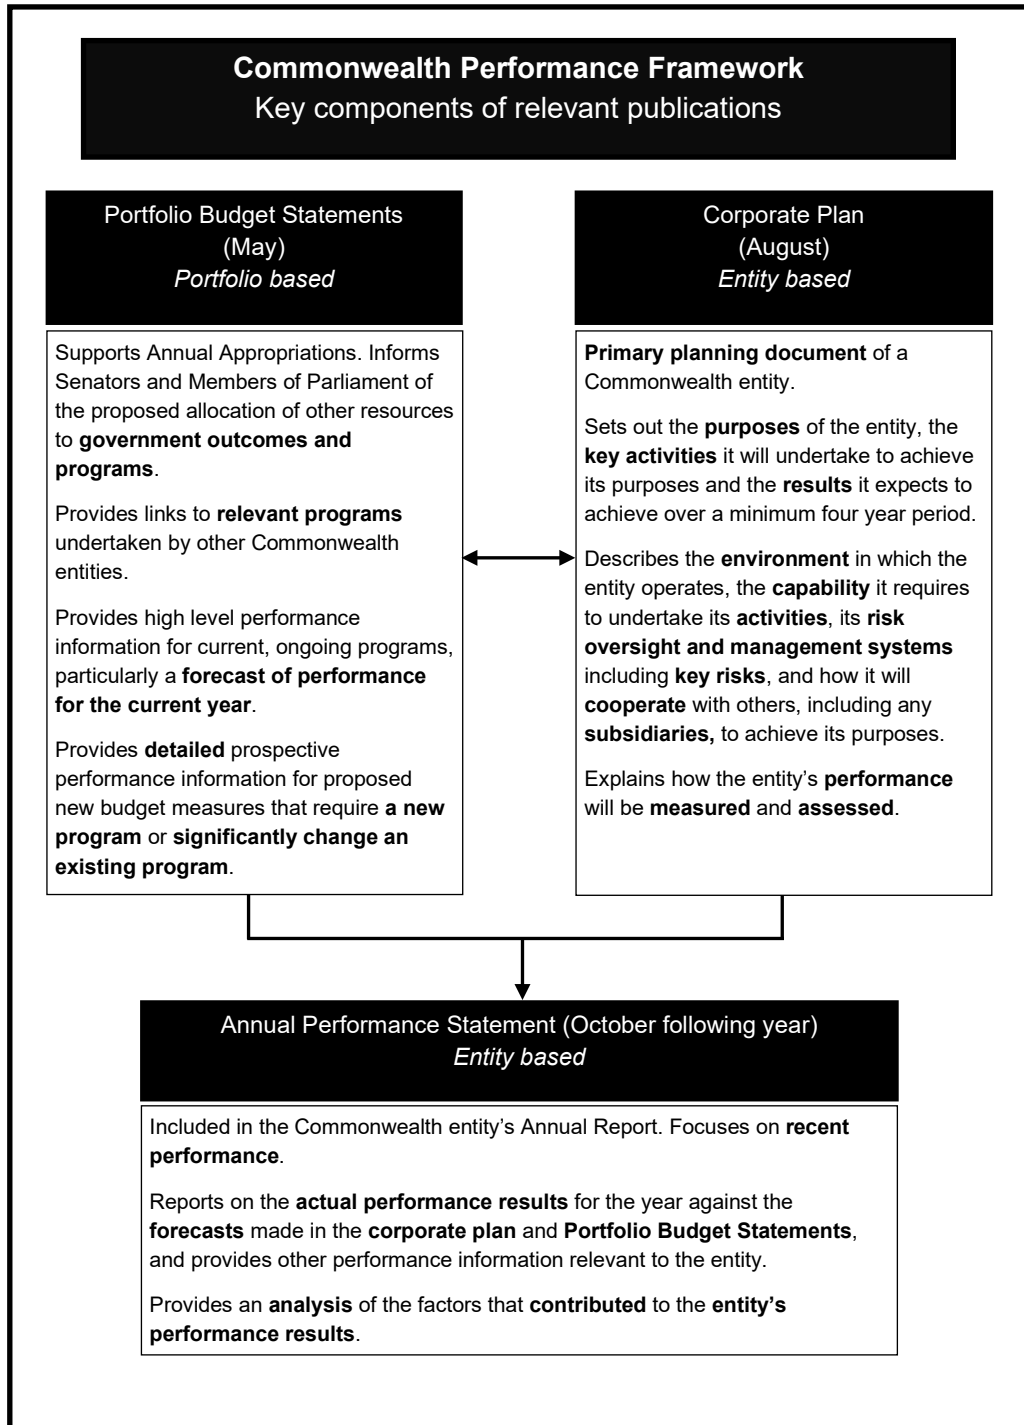 Commonwealth Performance Framework
Key components of relevant publications
Portfolio Budget Statements
(May)
Portfolio based
Supports Annual Appropriations. Informs
Senators and Members of Parliament of
the proposed allocation of other resources
to government outcomes and
programs.
Provides links to relevant programs
undertaken by other Commonwealth
entities.
Provides high level performance
information for current, ongoing programs,
particularly a forecast of performance
for the current year.
Provides detailed prospective
performance information for proposed
new budget measures that require a new
program or significantly change an
existing program.
Corporate Plan
(August)
Entity based
Primary planning document of a
Commonwealth entity.
Sets out the purposes of the entity, the
key activities it will undertake to achieve
its purposes and the results it expects to
achieve over a minimum four year period.
Describes the environment in which the
entity operates, the capability it requires
to undertake its activities, its risk
oversight and management systems
including key risks, and how it will
cooperate with others, including any
subsidiaries, to achieve its purposes.
Explains how the entity’s performance
will be measured and assessed.
Annual Performance Statement (October following year)
Entity based
Included in the Commonwealth entity’s Annual Report. Focuses on recent
performance.
Reports on the actual performance results for the year against the
forecasts made in the corporate plan and Portfolio Budget Statements,
and provides other performance information relevant to the entity.
Provides an analysis of the factors that contributed to the entity’s
performance results.